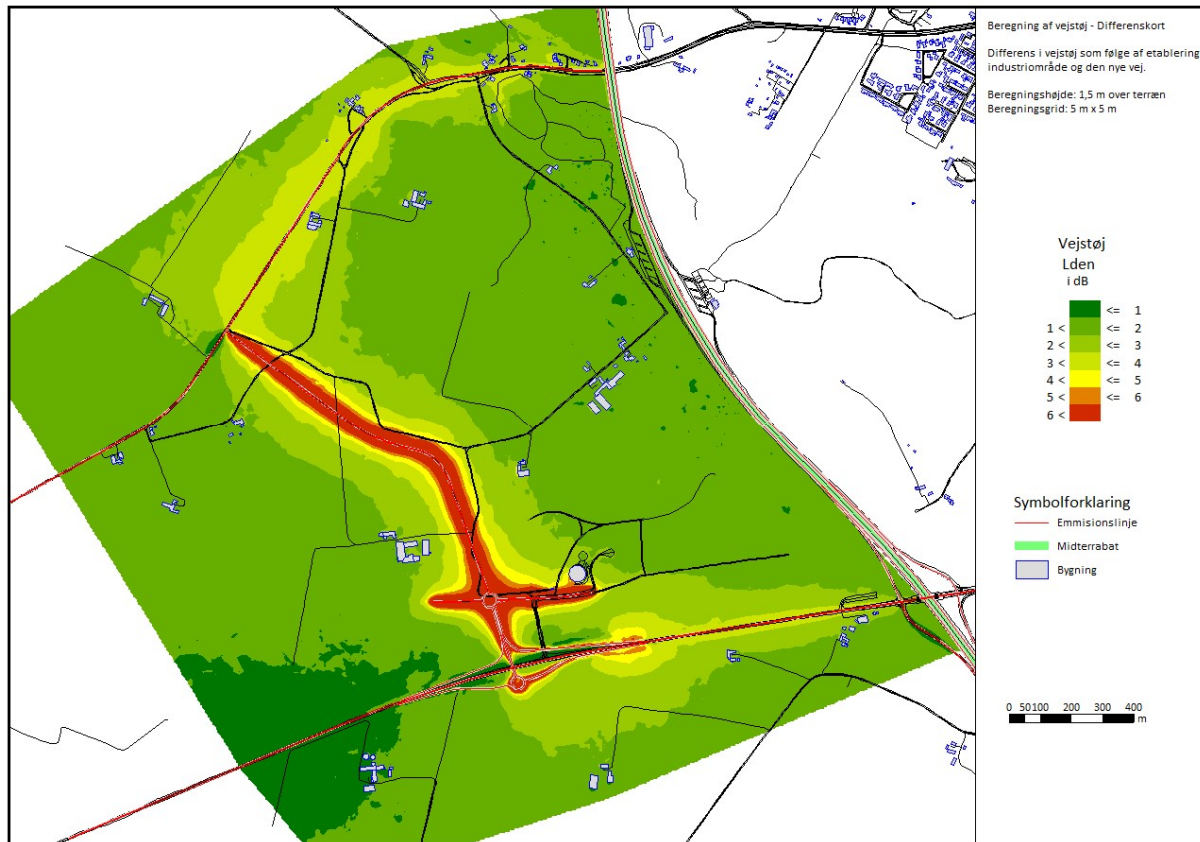 Beregning af vejstøj - Differenskort
Differens i vejstøj som følge af etablering
industriområde og den nye vej.
Beregningshøjde: 1,5 m over terræn
Beregningsgrid: 5 m x 5 m
Vejstøj
Lden
i dB
<= 1
1 < <= 2
2 < <= 3
3 < <= 4
4 < <= 5
5 < <= 6
6 <
Symbolforklaring
Emmisionslinje
Midterrabat
Bygning
0 50100 200 300 400
m